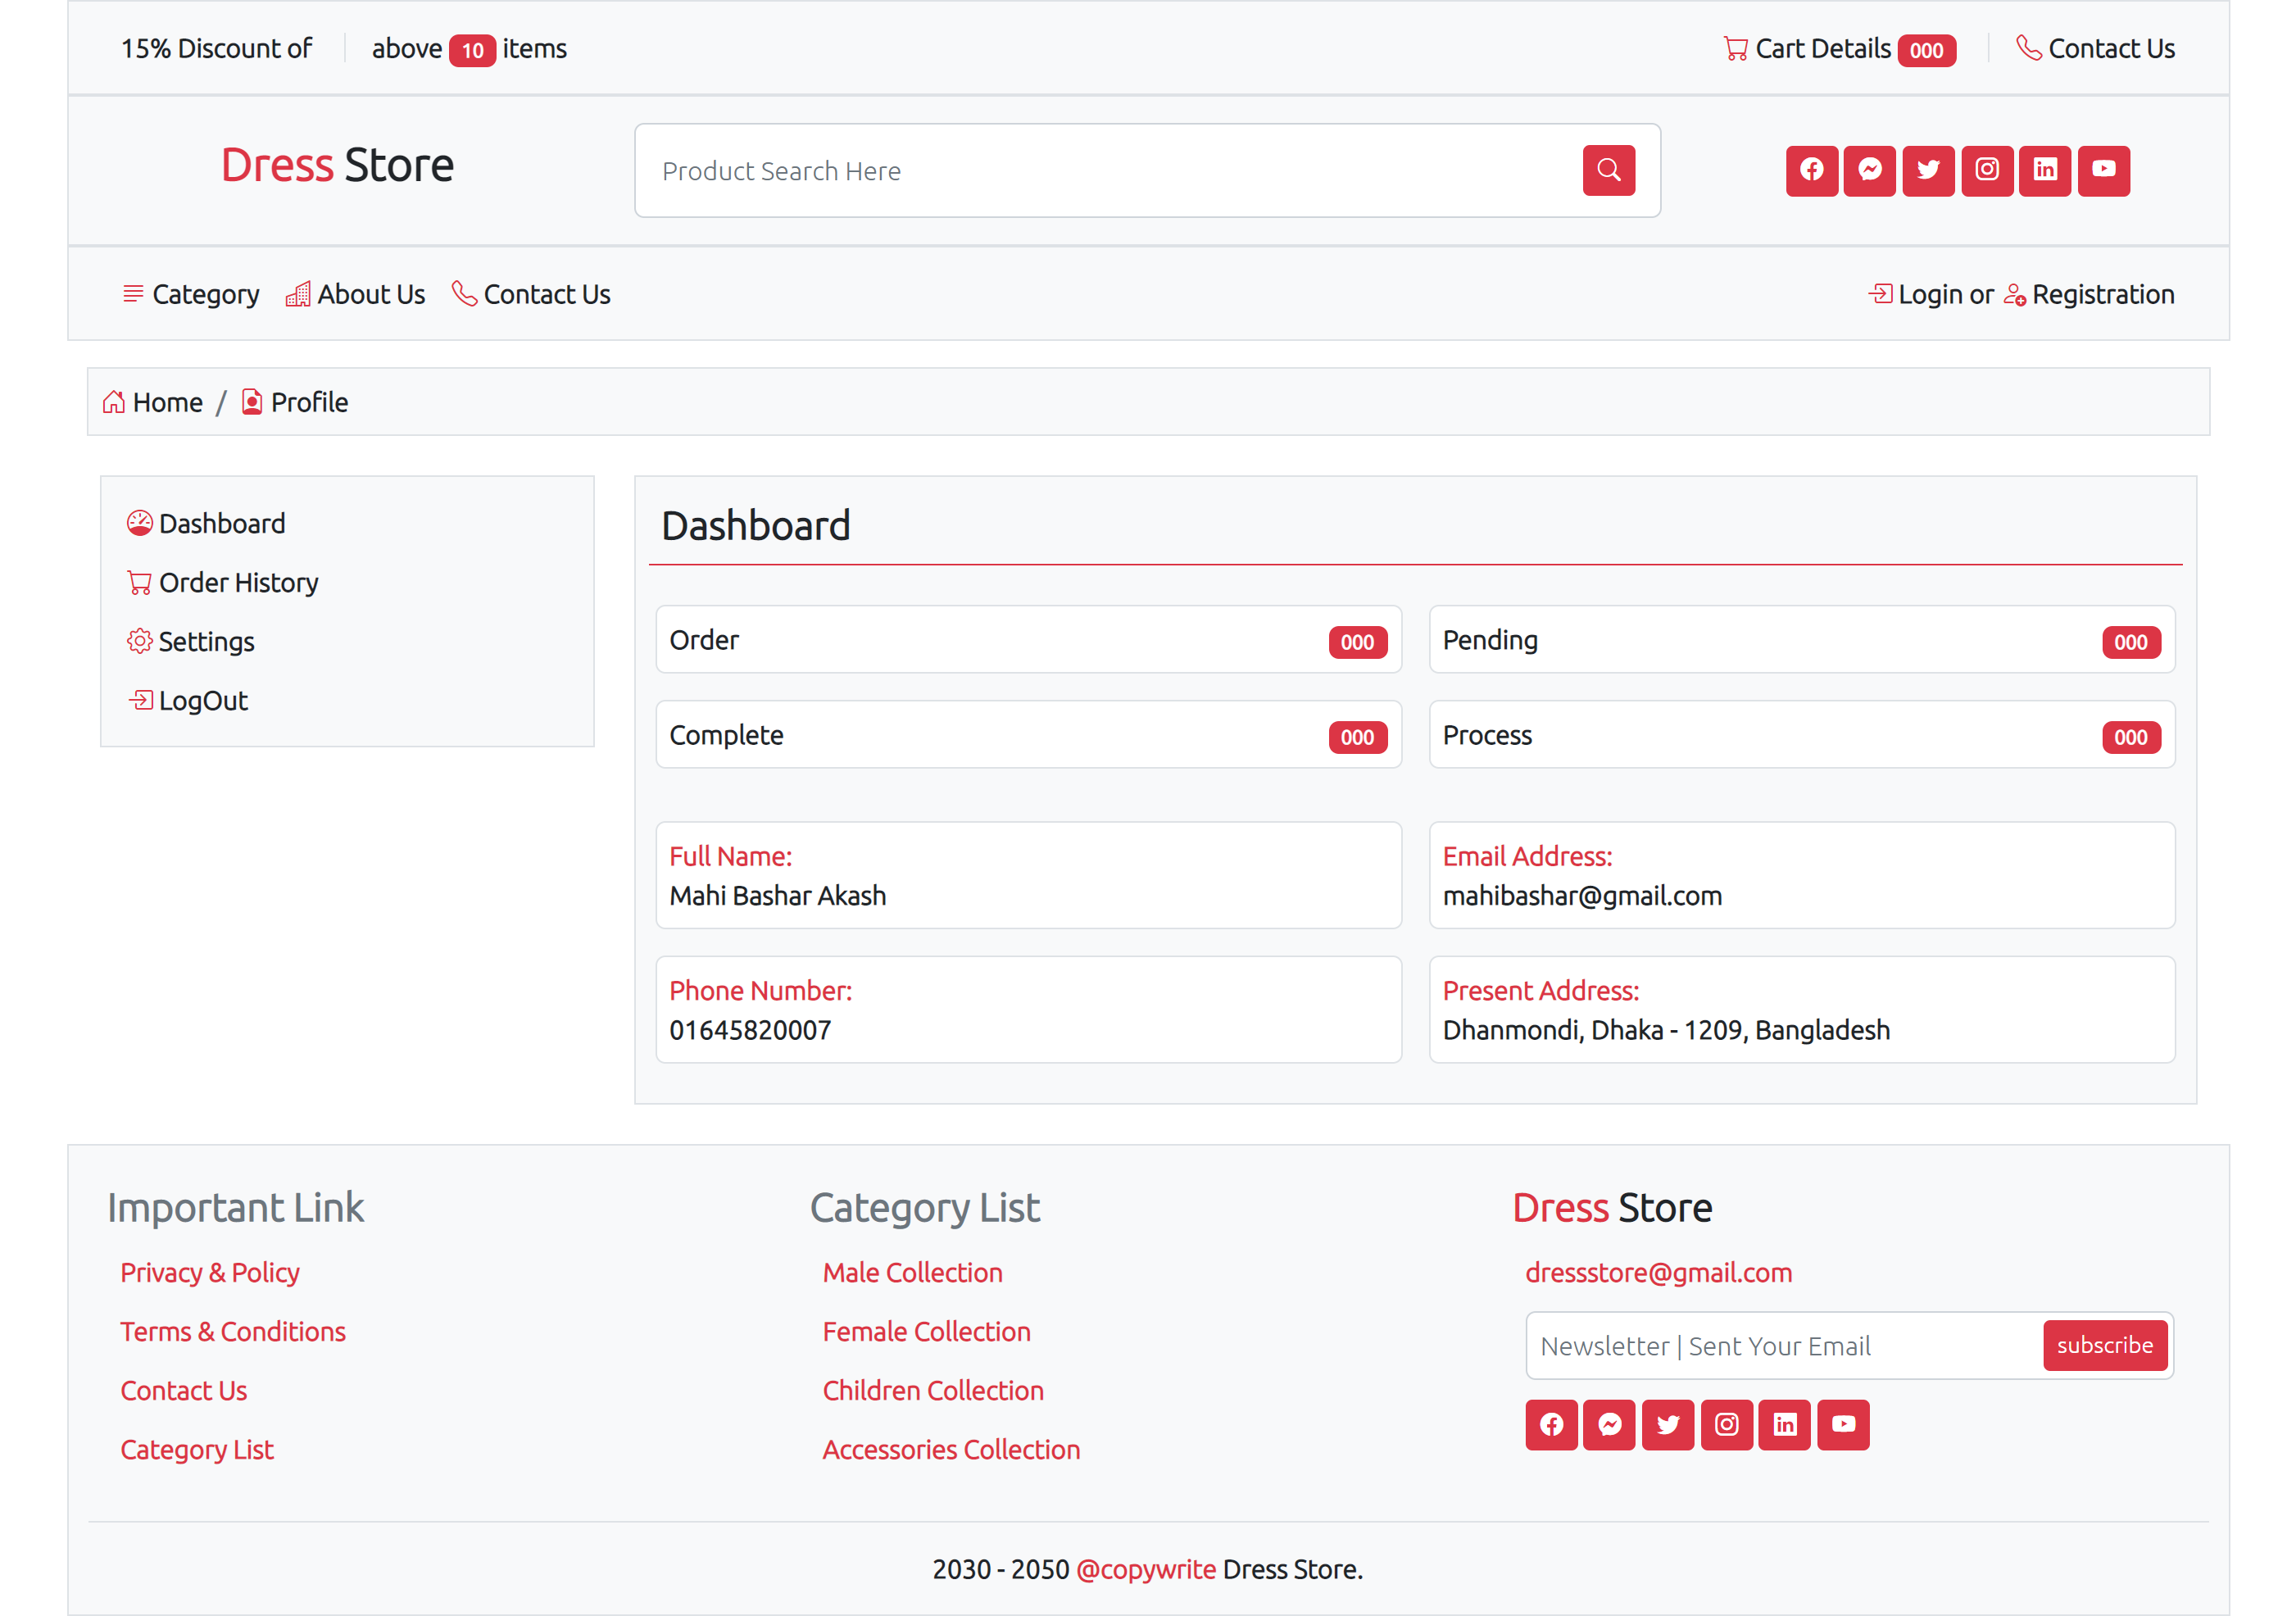 15% Discount of above 10 items Cart Details 000 Contact Us
Dress Store Product Search Here
Category About Us Contact Us Login or Registration
Home / Profile
Dashboard
Order History
Settings
LogOut
Dashboard
Order 000 Pending 000
Complete 000 Process 000
Full Name:
Mahi Bashar Akash
Email Address:
mahibashar@gmail.com
Phone Number:
01645820007
Present Address:
Dhanmondi, Dhaka - 1209, Bangladesh
Important Link
Privacy & Policy
Terms & Conditions
Contact Us
Category List
Category List
Male Collection
Female Collection
Children Collection
Accessories Collection
Dress Store
dressstore@gmail.com
Newsletter | Sent Your Email subscribe
2030 - 2050 @copywrite Dress Store.